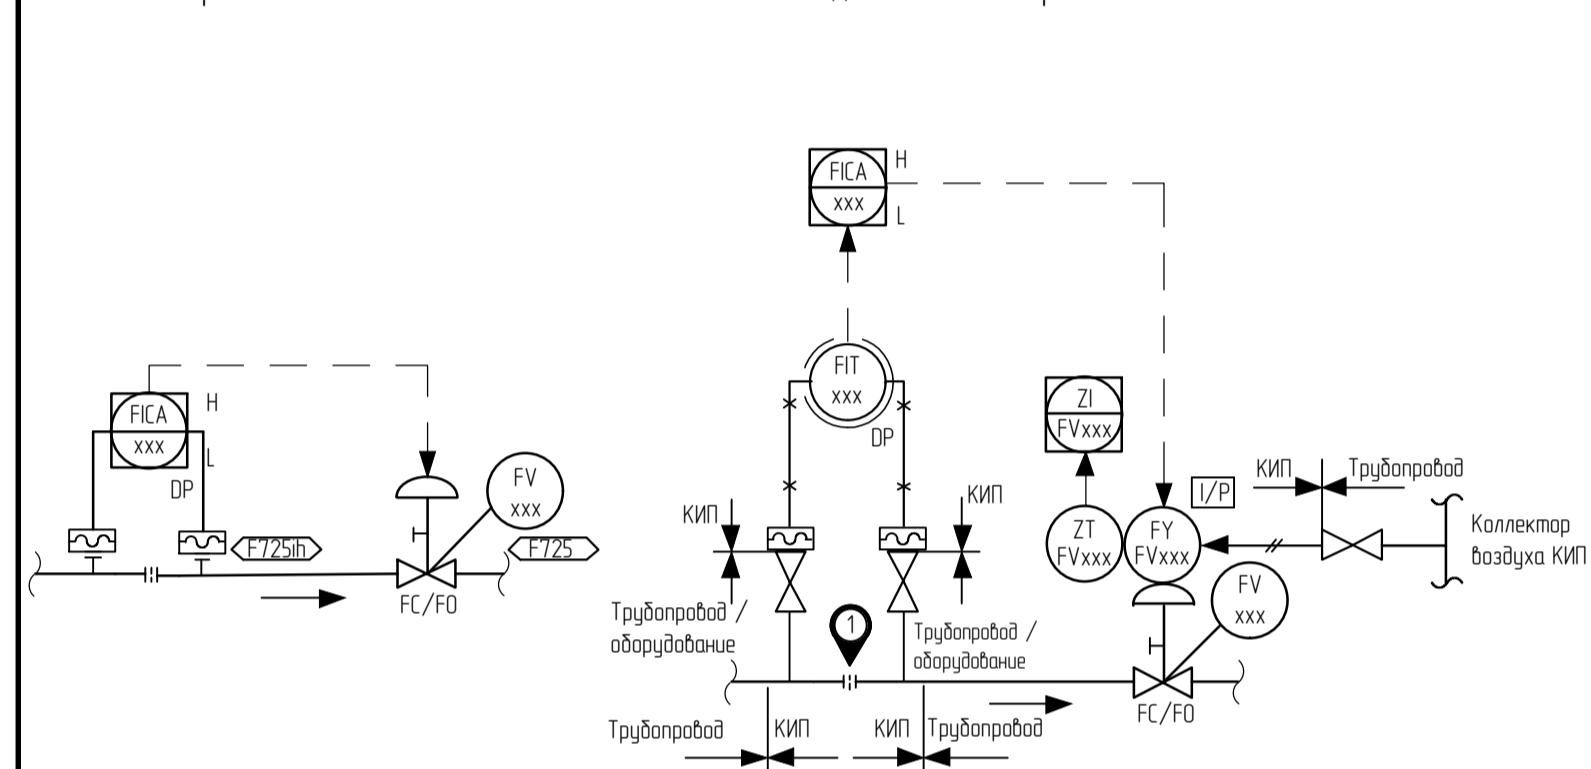 FICA
xxx
H
L
DP
F725ih
FV
xxx
F725
FC/FO
FICA
xxx
H
L
FIT
xxx
DP
КИП
КИП
Трубопровод /
оборудование
1
Трубопровод /
оборудование
Трубопровод
КИП
КИП
Трубопровод
ZI
FVxxx
ZT
FVxxx
FY
FVxxx
I/P
КИП
Трубопровод
Коллектор
воздуха КИП
FV
xxx
FC/FO